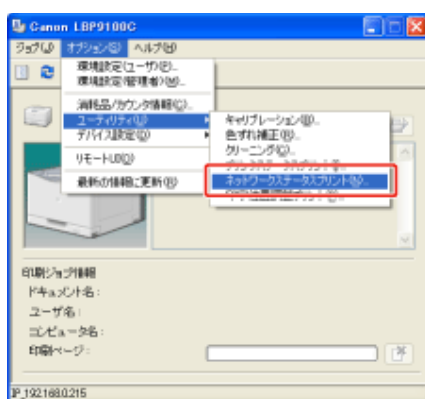 Canon LBP9100C
ジョブ(J) オプション(S) ヘルプ(H)
環境設定(ユーザ)(P)...
環境設定(管理者)(M)...
消耗品/カウンタ情報(C)...
ユーティリティ(U)
デバイス設定(D)
リモートUI(X)
最新の情報に更新(R)
キャリブレーション(B)...
色ずれ補正(R)...
クリーニング(C)...
ネットワークステータスプリント(N)...
印刷ジョブ情報
ドキュメント名:
ユーザ名:
コンピュータ名:
印刷ページ:
IP_192.168.0.215